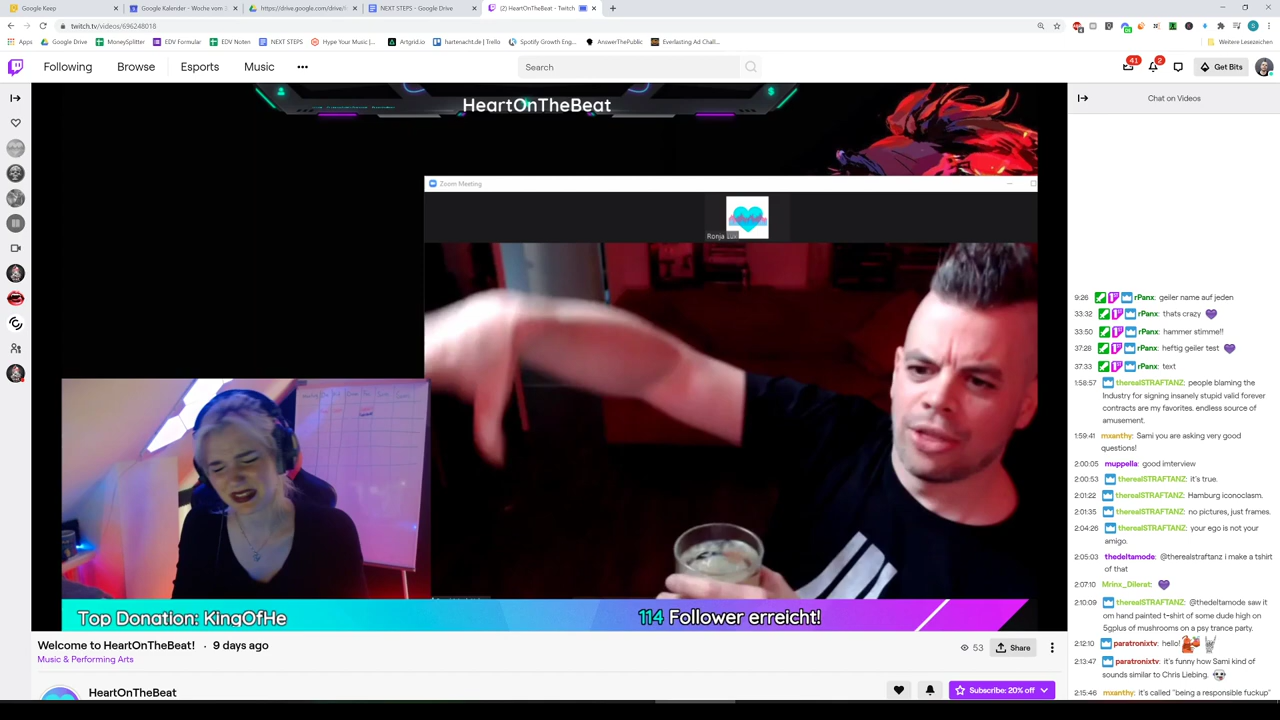 Google Keep
Google Kalender - Woche vom
https://drive.google.com/drive/
NEXT STEPS - Google Drive
(2) HeartOnTheBeat - Twitch
twitch.tv/videos/696248018
Apps
Google Drive
MoneySplitter
EDV Formular
EDV Noten
NEXT STEPS
Hype Your Music |...
Artgrid.io
hartenacht.de | Trello
Spotify Growth Eng...
AnswerThePublic
Everlasting Ad Chall...
Weitere Lesezeichen
Following
Browse
Esports
Music
Search
41
2
Get Bits
HeartOnTheBeat
Zoom Meeting
Ronja Lux
Top Donation: KingOfHe
114 Follower erreicht!
Welcome to HeartOnTheBeat! · 9 days ago
Music & Performing Arts
53
Share
HeartOnTheBeat
Subscribe: 20% off
Chat on Videos
9:26 rPanx: geiler name auf jeden
33:32 rPanx: thats crazy
33:50 rPanx: hammer stimme!!
37:28 rPanx: heftig geiler test
37:33 rPanx: text
1:58:57 therealSTRAFTANZ: people blaming the
Industry for signing insanely stupid valid forever
contracts are my favorites. endless source of
amusement.
1:59:41 mxanthy: Sami you are asking very good
questions!
2:00:05 muppella: good imterview
2:00:53 therealSTRAFTANZ: it's true.
2:01:22 therealSTRAFTANZ: Hamburg iconoclasm.
2:01:35 therealSTRAFTANZ: no pictures, just frames.
2:04:26 therealSTRAFTANZ: your ego is not your
amigo.
2:05:03 thedeltamode: @therealstraftanz i make a tshirt
of that
2:07:10 Mrinx_Dilerat:
2:10:09 therealSTRAFTANZ: @thedeltamode saw it
om hand painted t-shirt of some dude high on
5gplus of mushrooms on a psy trance party.
2:12:10 paratronixtv: hello!
2:13:47 paratronixtv: it's funny how Sami kind of
sounds similar to Chris Liebing.
2:15:46 mxanthy: it's called "being a responsible fuckup"